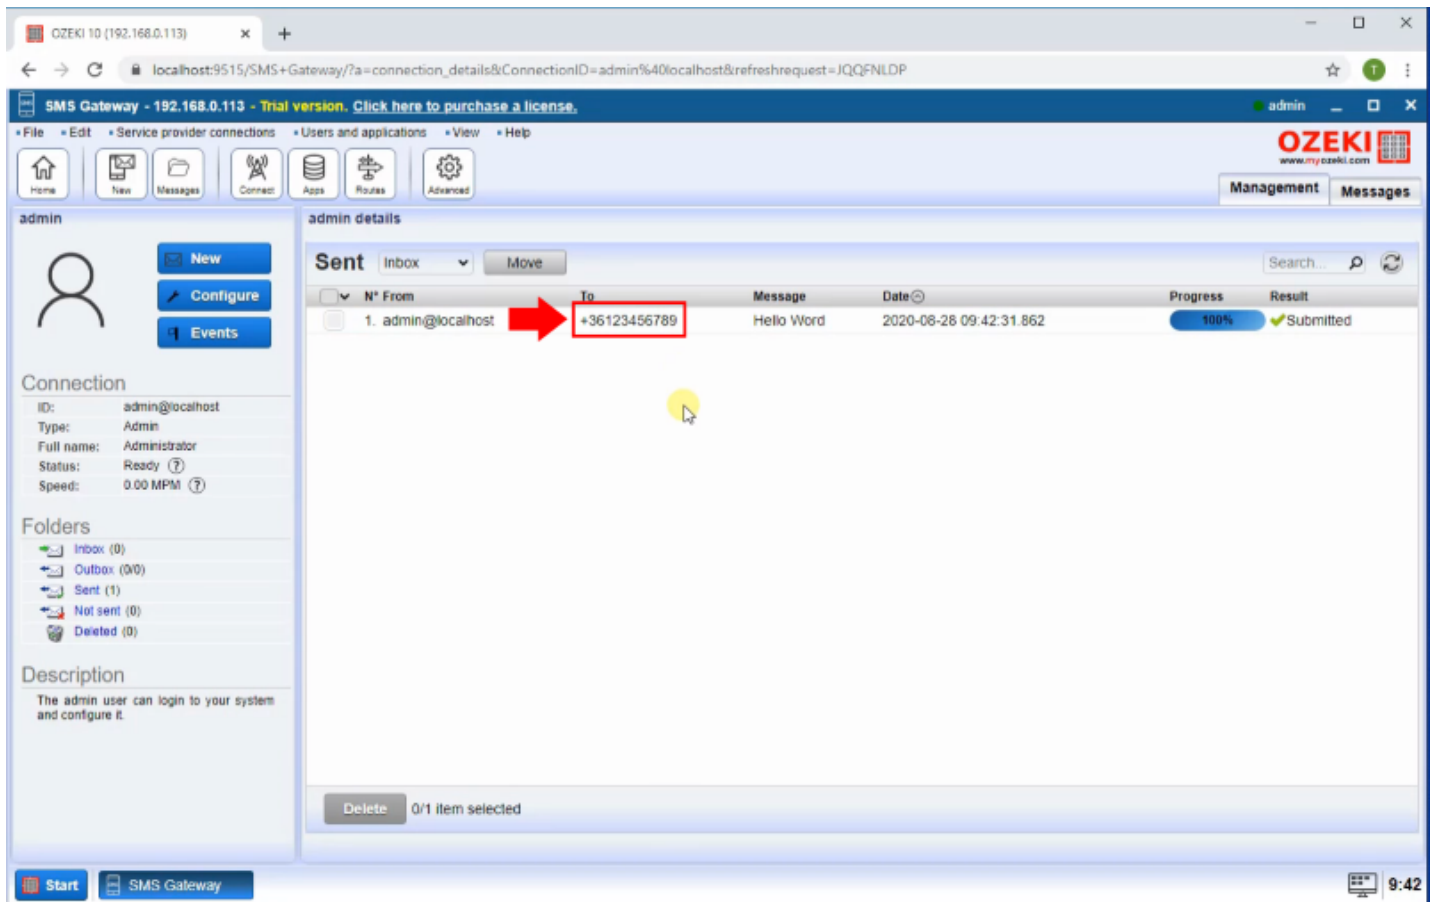 OZEKI 10 (192.168.0.113)
localhost:9515/SMS+Gateway/?a=connection_details&ConnectionID=admin%40localhost&refreshrequest=JQQFNLDP
T
SMS Gateway - 192.168.0.113 - Trial version. Click here to purchase a license.
admin
File Edit Service provider connections Users and applications View Help
OZEKI
www.myozeki.com
Home New Messages Connect Apps Routes Advanced
Management Messages
admin
New
Configure
Events
Connection
ID: admin@localhost
Type: Admin
Full name: Administrator
Status: Ready ?
Speed: 0.00 MPM ?
Folders
Inbox (0)
Outbox (0/0)
Sent (1)
Not sent (0)
Deleted (0)
Description
The admin user can login to your system
and configure it.
admin details
Sent Inbox Move Search...
N° From To Message Date Progress Result
1. admin@localhost +36123456789 Hello Word 2020-08-28 09:42:31.862 100% Submitted
Delete 0/1 item selected
Start SMS Gateway 9:42